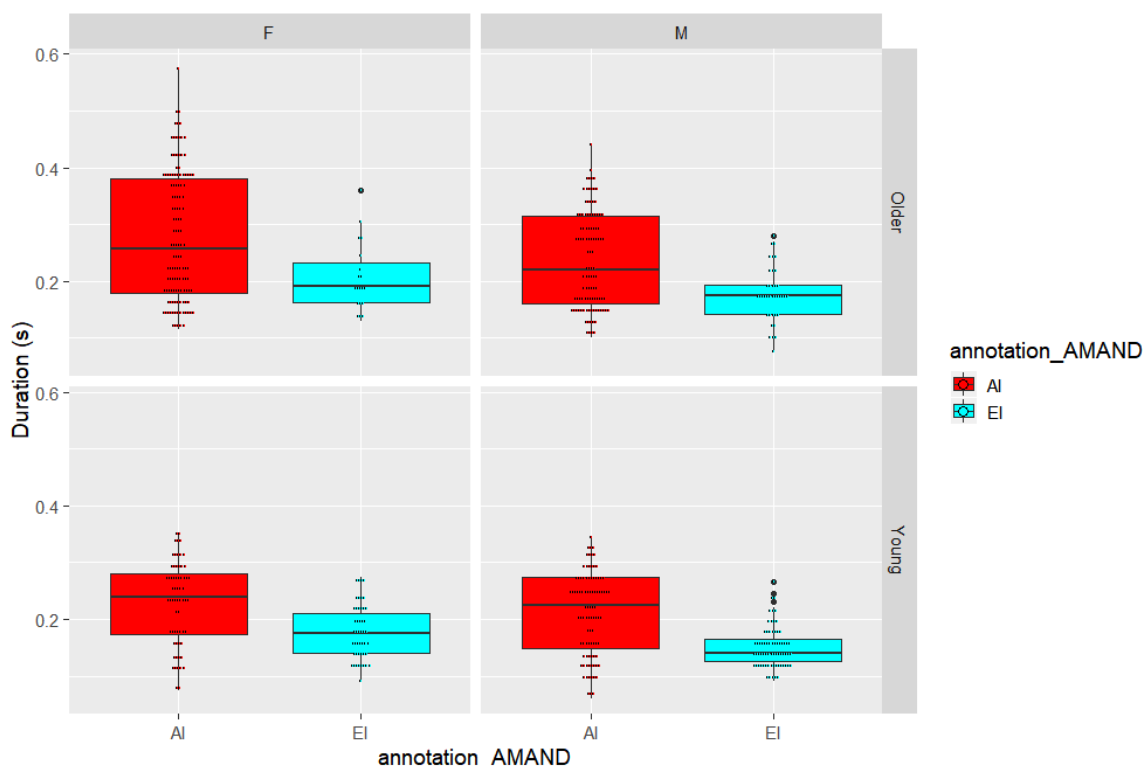 F
M
0.6
0.4
0.2
Older
0.6
0.4
0.2
Young
Duration (s)
AI
EI
AI
EI
annotation_AMAND
annotation_AMAND
AI
EI